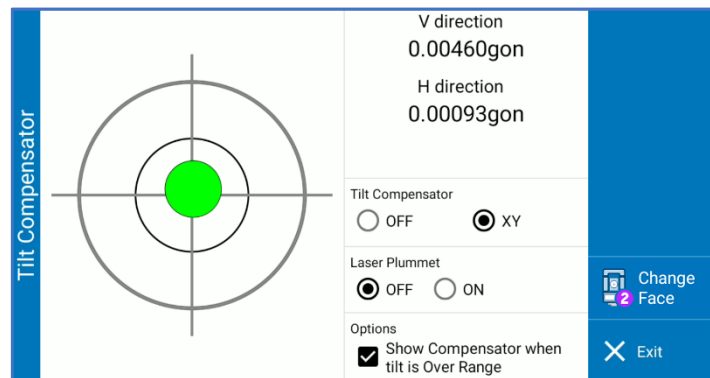 Tilt Compensator
V direction
0.00460gon
H direction
0.00093gon
Tilt Compensator
OFF
XY
Laser Plummet
OFF
ON
Options
Show Compensator when
tilt is Over Range
Change
Face
2
Exit